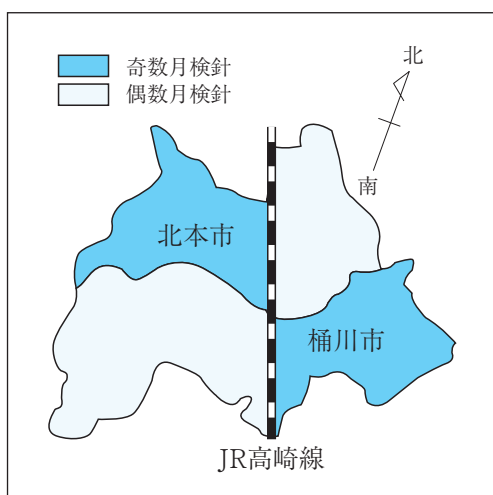 奇数月検針
偶数月検針
北
南
北本市
桶川市
JR高崎線